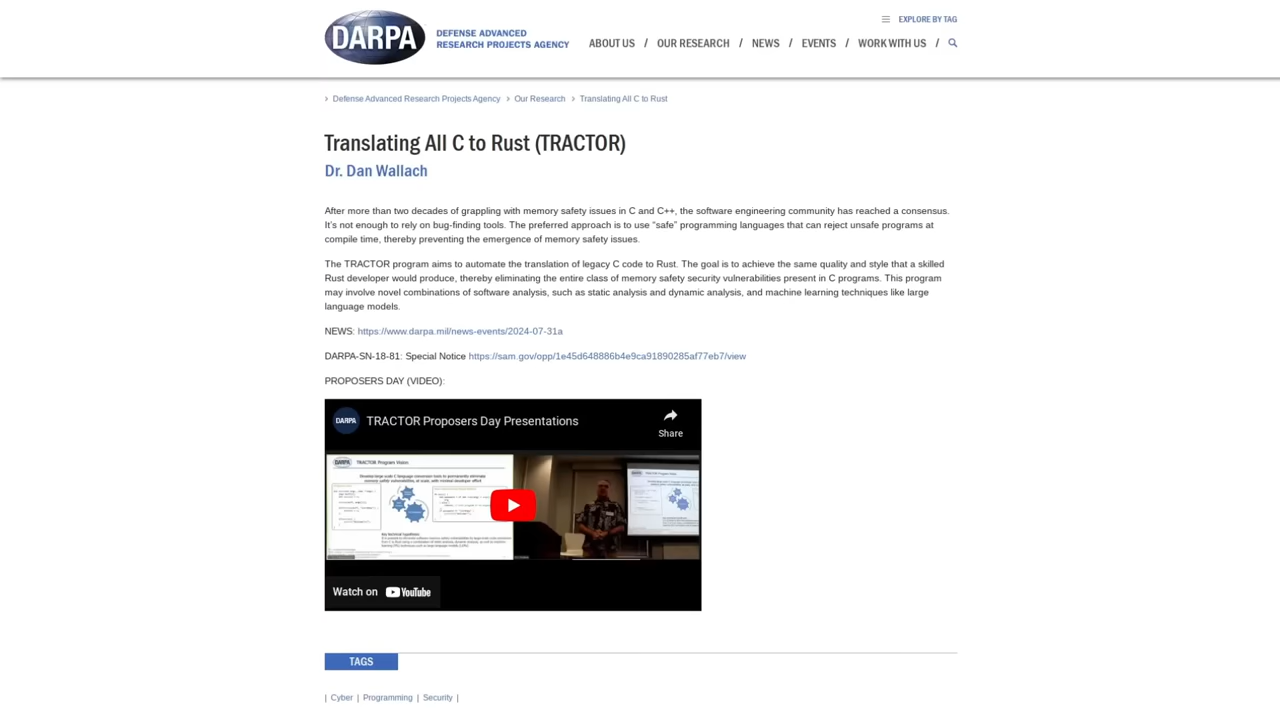 EXPLORE BY TAG
DARPA
DEFENSE ADVANCED
RESEARCH PROJECTS AGENCY
ABOUT US / OUR RESEARCH / NEWS / EVENTS / WORK WITH US /
› Defense Advanced Research Projects Agency › Our Research › Translating All C to Rust
Translating All C to Rust (TRACTOR)
Dr. Dan Wallach
After more than two decades of grappling with memory safety issues in C and C++, the software engineering community has reached a consensus.
It’s not enough to rely on bug-finding tools. The preferred approach is to use “safe” programming languages that can reject unsafe programs at
compile time, thereby preventing the emergence of memory safety issues.
The TRACTOR program aims to automate the translation of legacy C code to Rust. The goal is to achieve the same quality and style that a skilled
Rust developer would produce, thereby eliminating the entire class of memory safety security vulnerabilities present in C programs. This program
may involve novel combinations of software analysis, such as static analysis and dynamic analysis, and machine learning techniques like large
language models.
NEWS: https://www.darpa.mil/news-events/2024-07-31a
DARPA-SN-18-81: Special Notice https://sam.gov/opp/1e45d648886b4e9ca91890285af77eb7/view
PROPOSERS DAY (VIDEO):
DARPA TRACTOR Proposers Day Presentations
Share
DARPA TRACTOR Program Vision
Watch on YouTube
TAGS
| Cyber | Programming | Security |